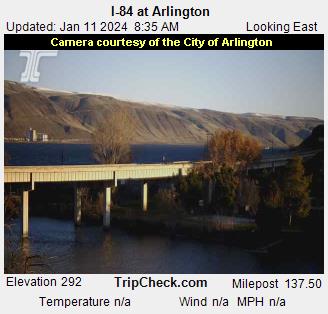 I-84 at Arlington
Updated: Jan 11 2024 8:35 AM Looking East
Camera courtesy of the City of Arlington
Elevation 292 TripCheck.com Milepost 137.50
Temperature n/a Wind n/a MPH n/a